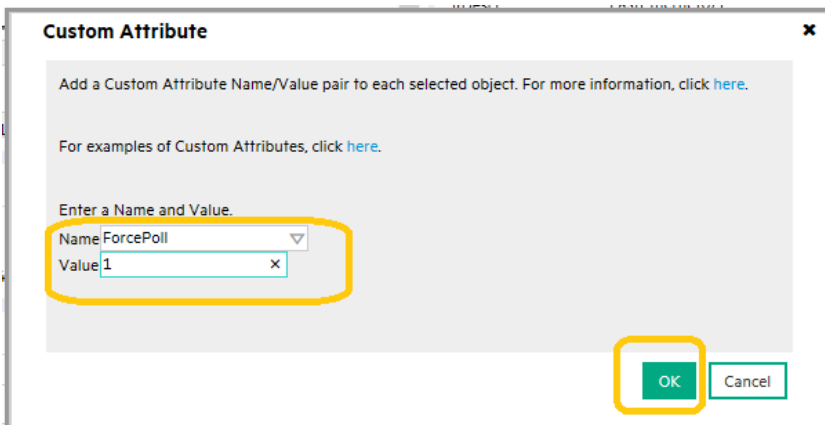 Custom Attribute
Add a Custom Attribute Name/Value pair to each selected object. For more information, click here.
For examples of Custom Attributes, click here.
Enter a Name and Value.
Name ForcePoll
Value 1
OK Cancel